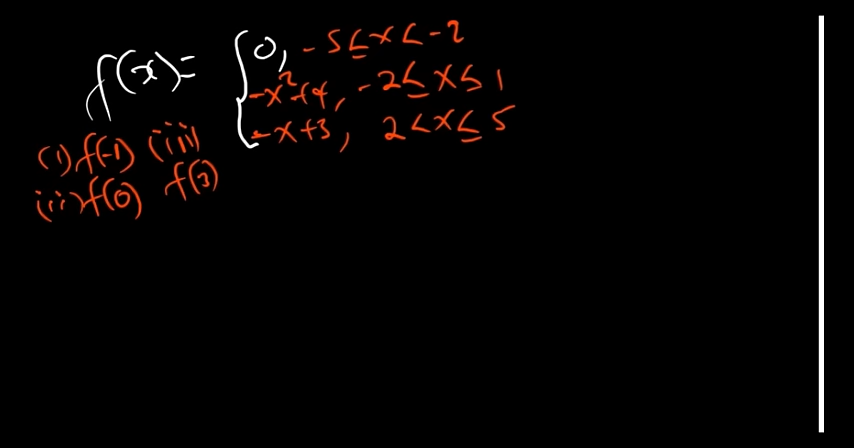 f(x)= { 0, -5≤x<-2
-x²+4, -2≤x≤1
-x+3, 2<x≤5
(i) f(-1) (iii)
(ii) f(0) f(3)